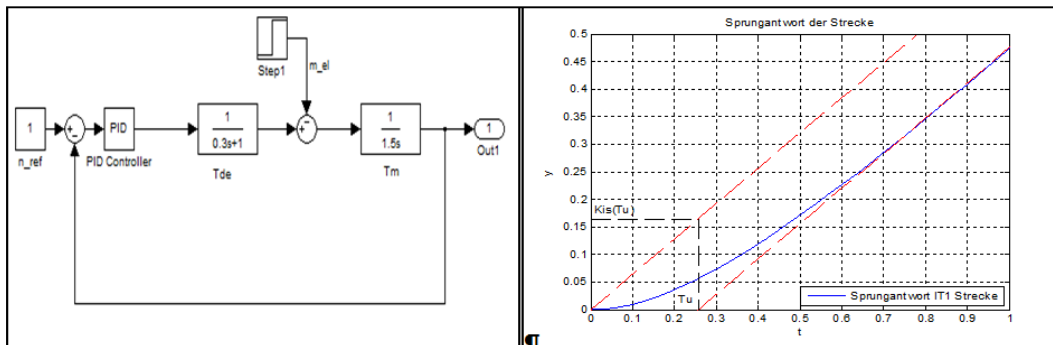 Step1
m_el
1
n_ref
+
−
PID
PID Controller
1
0.3s+1
Tde
+
−
1
1.5s
Tm
1
Out1
Sprungantwort der Strecke
0.5
0.45
0.4
0.35
0.3
0.25
0.2
0.15
0.1
0.05
0
y
Kis(Tu)
Tu
Sprungantwort IT1 Strecke
0 0.1 0.2 0.3 0.4 0.5 0.6 0.7 0.8 0.9 1
t
¶